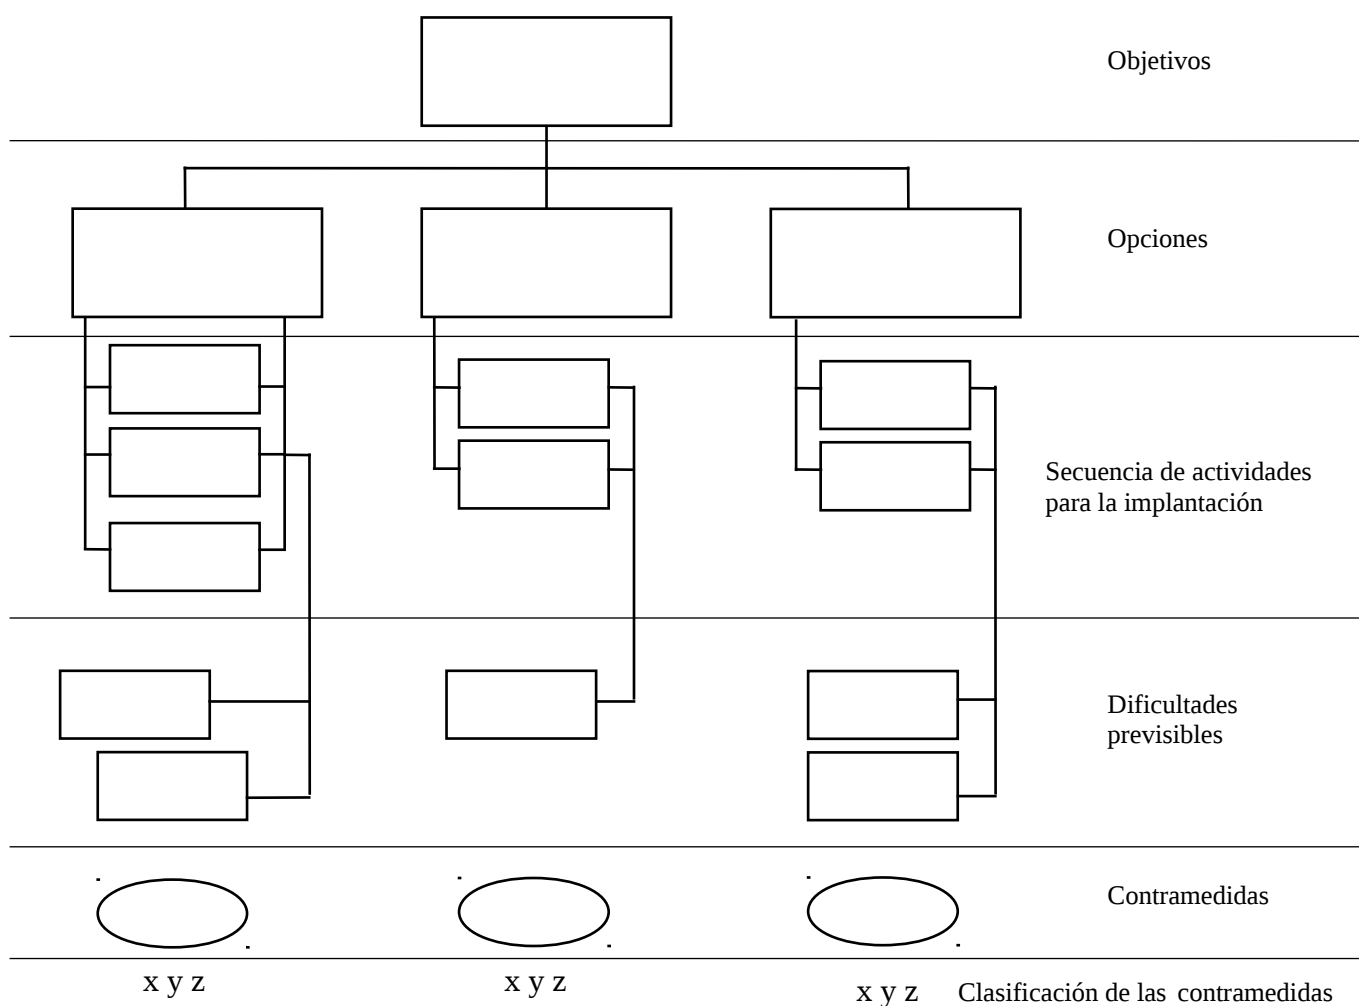 Objetivos
Opciones
Secuencia de actividades
para la implantación
Dificultades
previsibles
Contramedidas
x y z
x y z
x y z Clasificación de las contramedidas